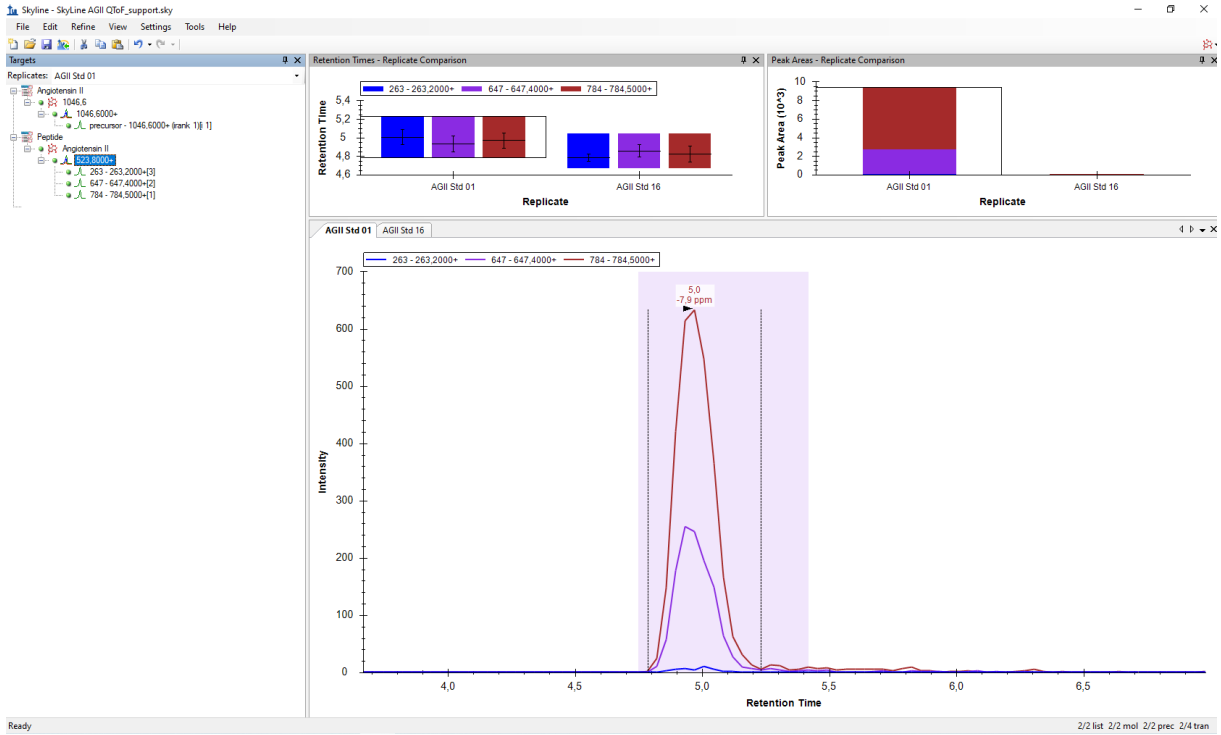 Skyline - SkyLine AGII QToF_support.sky
File Edit Refine View Settings Tools Help
Targets
Replicates: AGII Std 01
Angiotensin II
1046,6
1046,6000+
precursor - 1046,6000+ (irank 1)[ 1]
Peptide
Angiotensin II
523,8000+
263 - 263,2000+[3]
647 - 647,4000+[2]
784 - 784,5000+[1]
Retention Times - Replicate Comparison
263 - 263,2000+ 647 - 647,4000+ 784 - 784,5000+
Retention Time
5,4
5,2
5
4,8
4,6
AGII Std 01 AGII Std 16
Replicate
Peak Areas - Replicate Comparison
Peak Area (10^3)
10
8
6
4
2
0
AGII Std 01 AGII Std 16
Replicate
AGII Std 01 AGII Std 16
263 - 263,2000+ 647 - 647,4000+ 784 - 784,5000+
5,0
-7,9 ppm
Intensity
700
600
500
400
300
200
100
0
4,0 4,5 5,0 5,5 6,0 6,5
Retention Time
Ready
2/2 list 2/2 mol 2/2 prec 2/4 tran